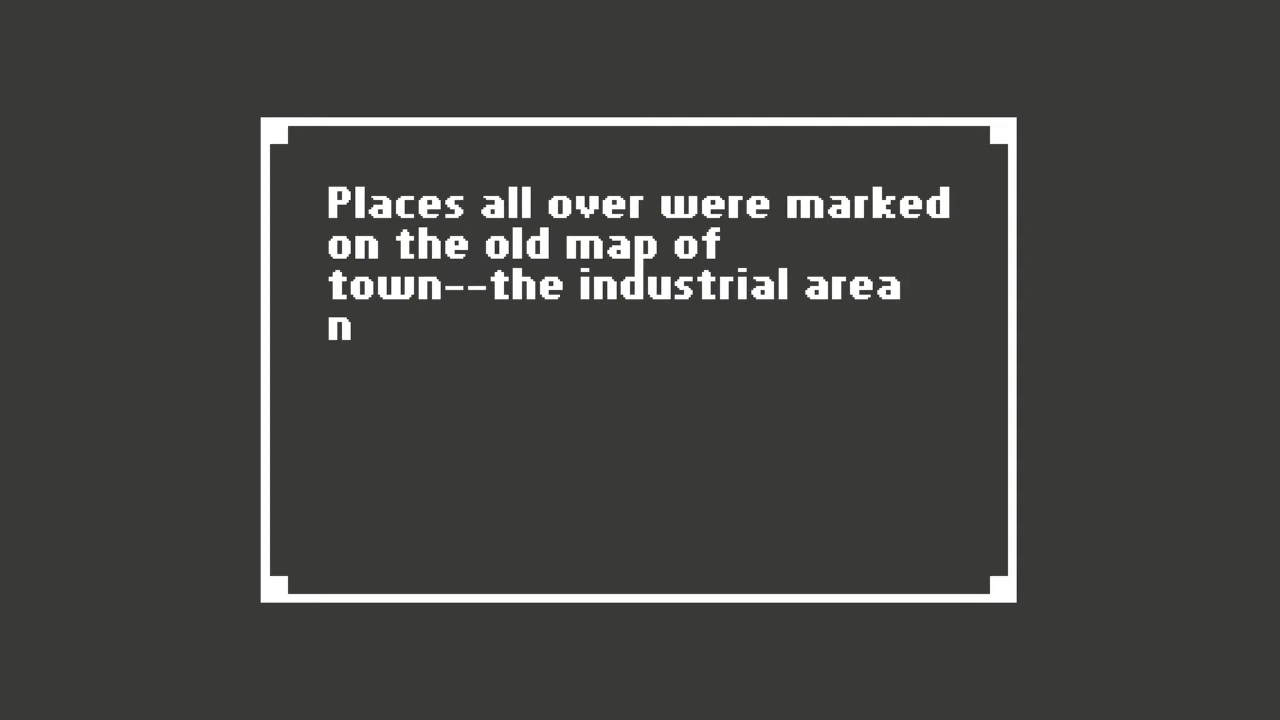 Places all over were marked
on the old map of
town--the industrial area
n